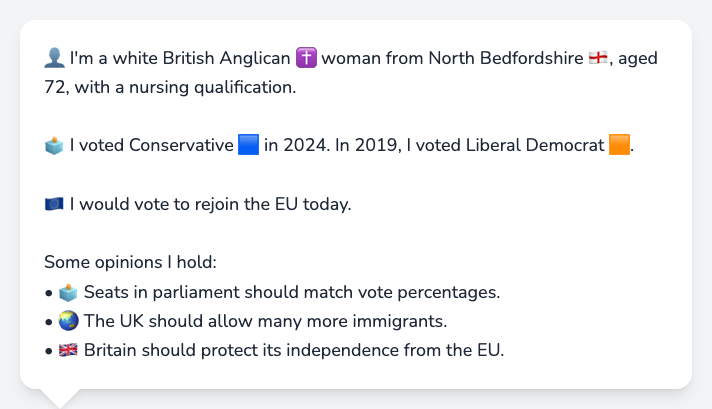 👤 I'm a white British Anglican ✝️ woman from North Bedfordshire 🏴󠁧󠁢󠁥󠁮󠁧󠁿, aged
72, with a nursing qualification.
🗳️ I voted Conservative 🟦 in 2024. In 2019, I voted Liberal Democrat 🟧.
🇪🇺 I would vote to rejoin the EU today.
Some opinions I hold:
• 🗳️ Seats in parliament should match vote percentages.
• 🌏 The UK should allow many more immigrants.
• 🇬🇧 Britain should protect its independence from the EU.